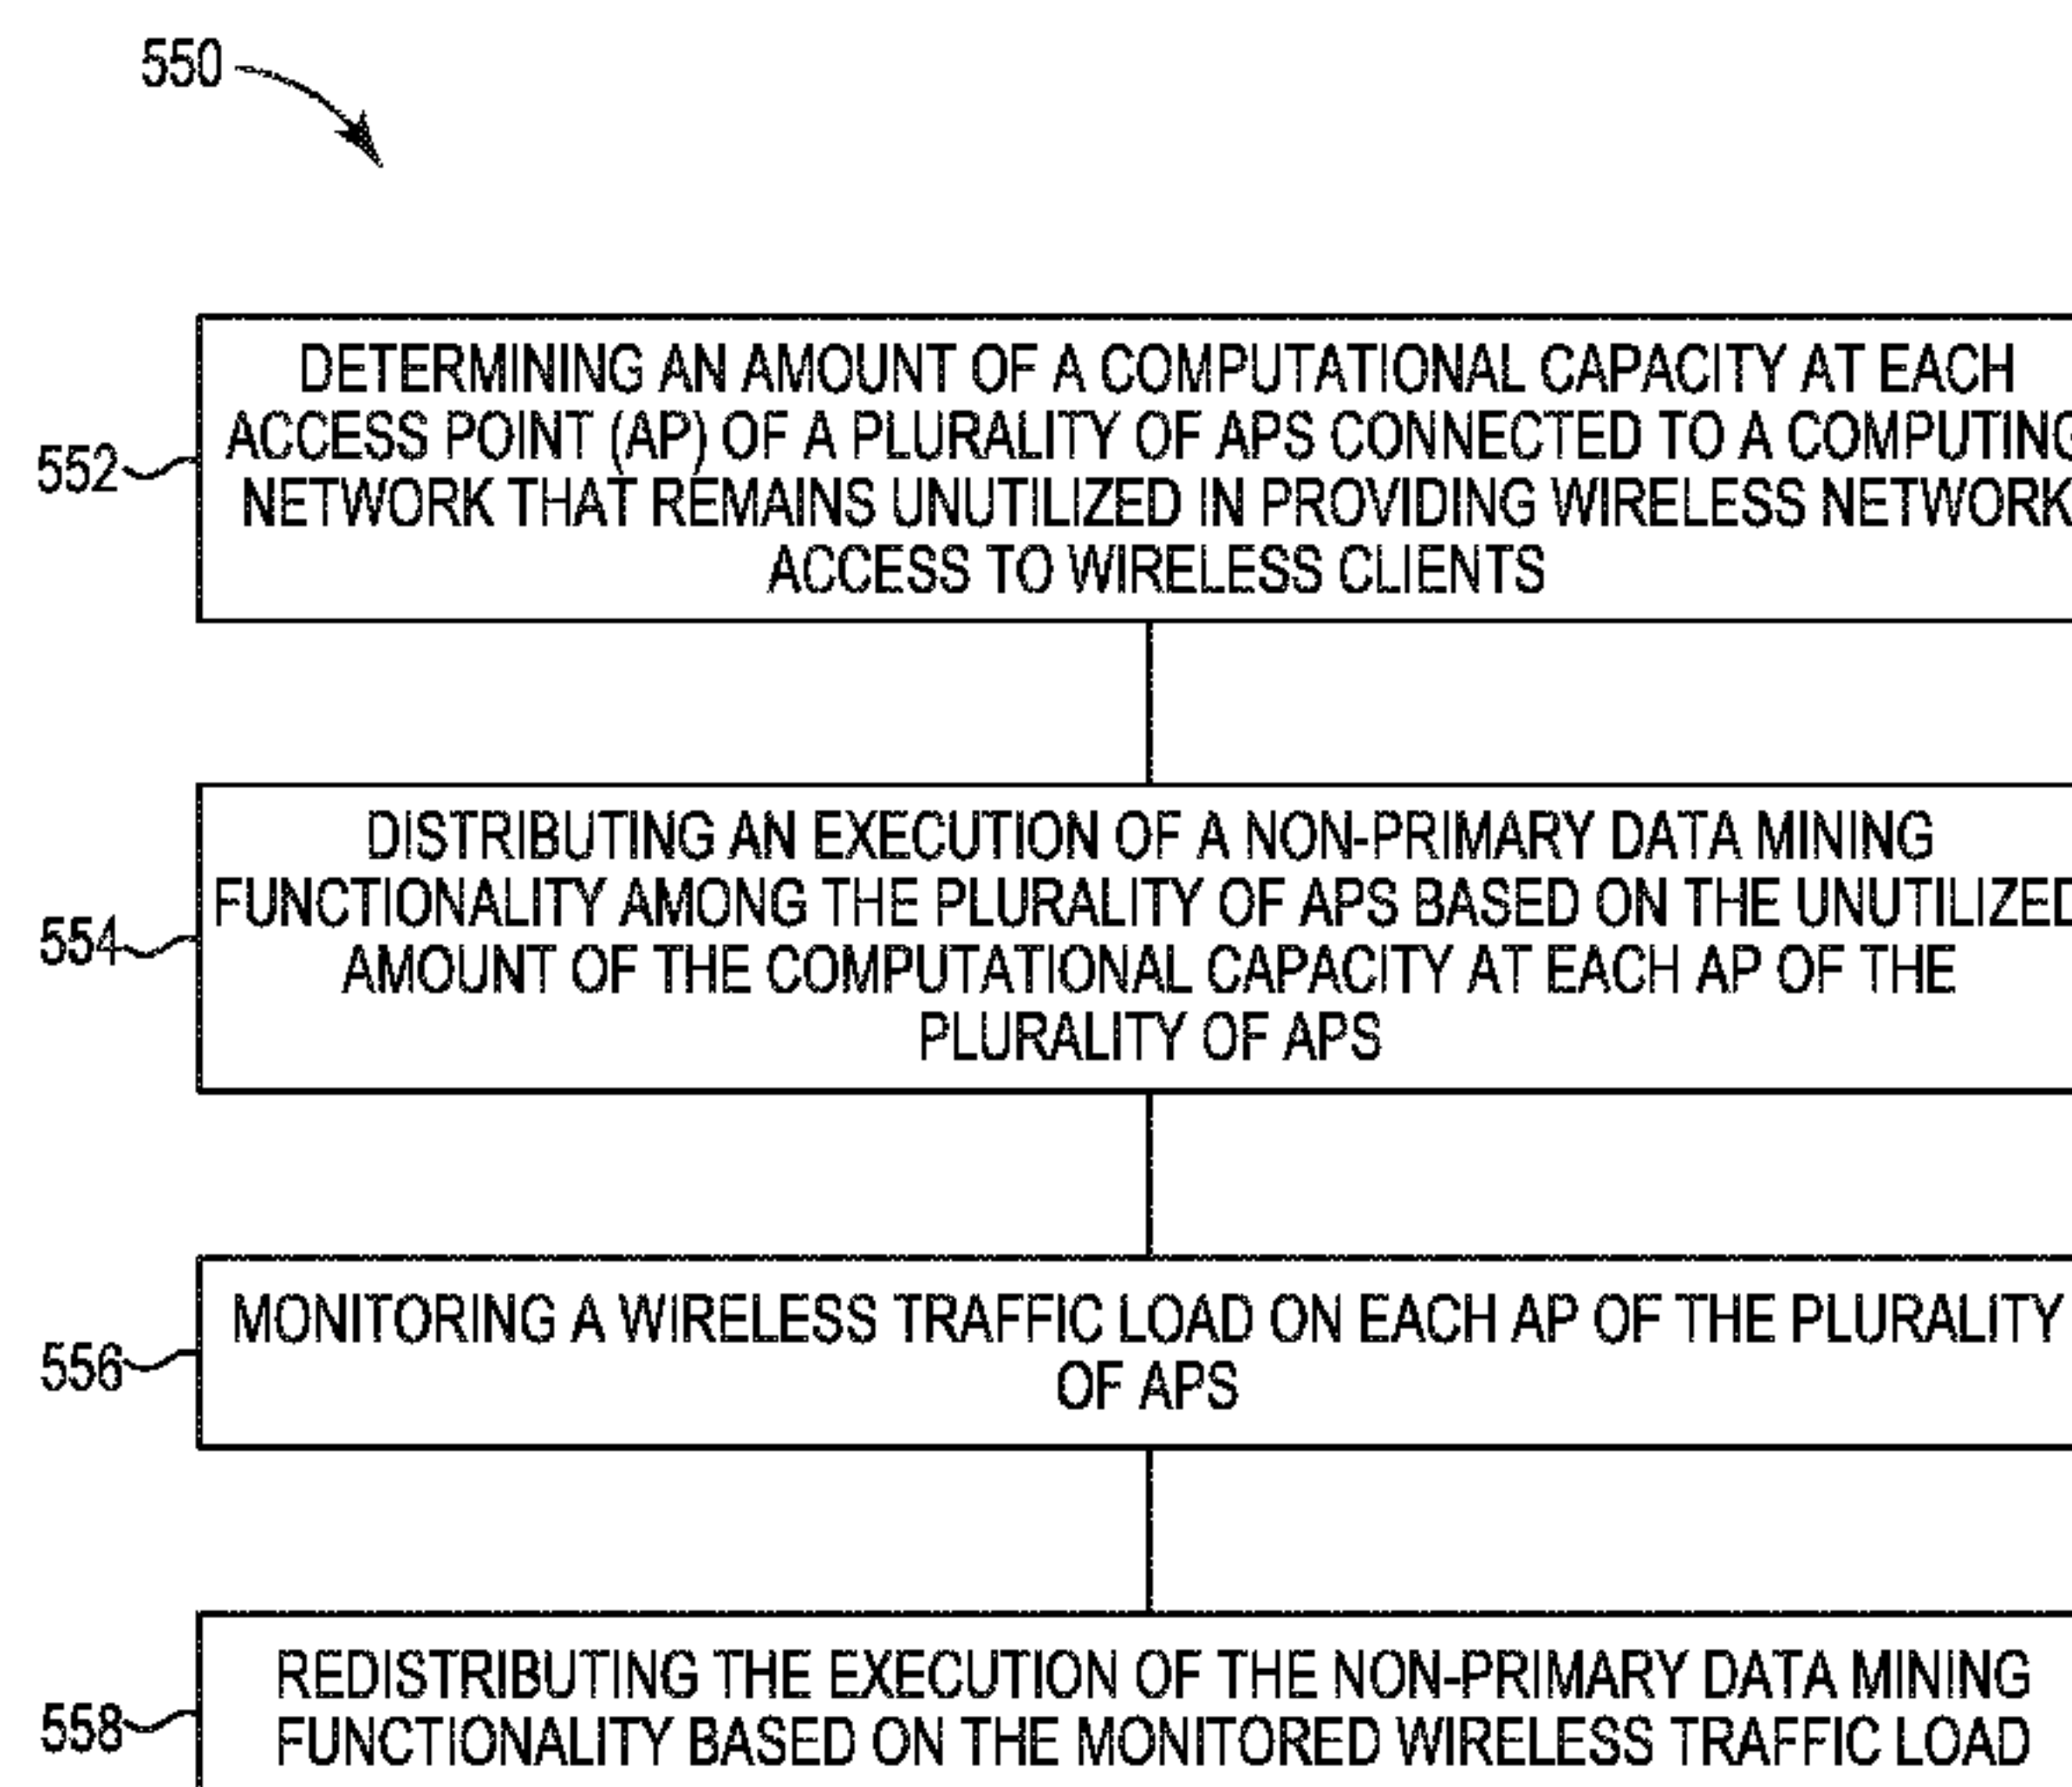 550
DETERMINING AN AMOUNT OF A COMPUTATIONAL CAPACITY AT EACH
ACCESS POINT (AP) OF A PLURALITY OF APS CONNECTED TO A COMPUTING
552
NETWORK THAT REMAINS UNUTILIZED IN PROVIDING WIRELESS NETWORK
ACCESS TO WIRELESS CLIENTS
DISTRIBUTING AN EXECUTION OF A NON-PRIMARY DATA MINING
FUNCTIONALITY AMONG THE PLURALITY OF APS BASED ON THE UNUTILIZED
554
AMOUNT OF THE COMPUTATIONAL CAPACITY AT EACH AP OF THE
PLURALITY OF APS
MONITORING A WIRELESS TRAFFIC LOAD ON EACH AP OF THE PLURALITY
556
OF APS
REDISTRIBUTING THE EXECUTION OF THE NON-PRIMARY DATA MINING
558
FUNCTIONALITY BASED ON THE MONITORED WIRELESS TRAFFIC LOAD